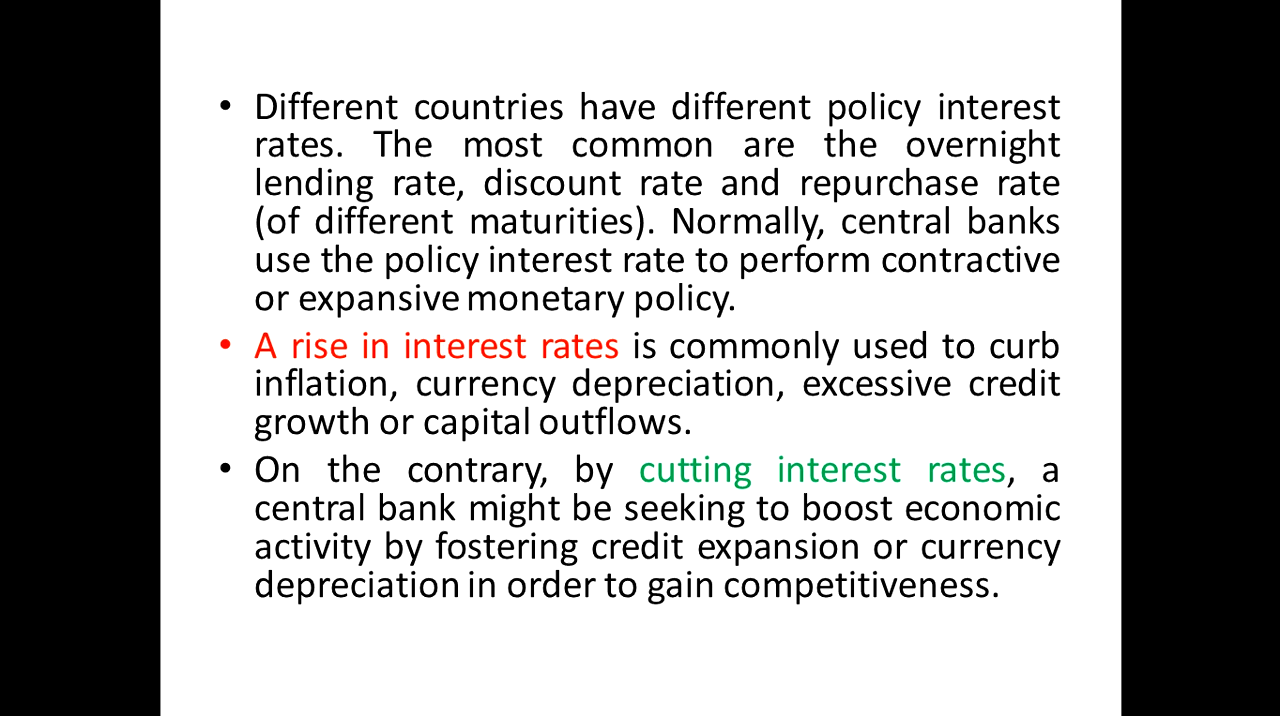 • Different countries have different policy interest
rates. The most common are the overnight
lending rate, discount rate and repurchase rate
(of different maturities). Normally, central banks
use the policy interest rate to perform contractive
or expansive monetary policy.
• A rise in interest rates is commonly used to curb
inflation, currency depreciation, excessive credit
growth or capital outflows.
• On the contrary, by cutting interest rates, a
central bank might be seeking to boost economic
activity by fostering credit expansion or currency
depreciation in order to gain competitiveness.